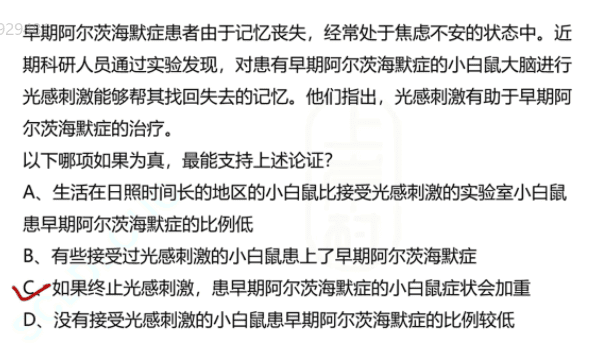 早期阿尔茨海默症患者由于记忆丧失，经常处于焦虑不安的状态中。近
期科研人员通过实验发现，对患有早期阿尔茨海默症的小白鼠大脑进行
光感刺激能够帮其找回失去的记忆。他们指出，光感刺激有助于早期阿
尔茨海默症的治疗。
以下哪项如果为真，最能支持上述论证？
A、生活在日照时间长的地区的小白鼠比接受光感刺激的实验室小白鼠
患早期阿尔茨海默症的比例低
B、有些接受过光感刺激的小白鼠患上了早期阿尔茨海默症
C、如果终止光感刺激，患早期阿尔茨海默症的小白鼠症状会加重
D、没有接受光感刺激的小白鼠患早期阿尔茨海默症的比例较低